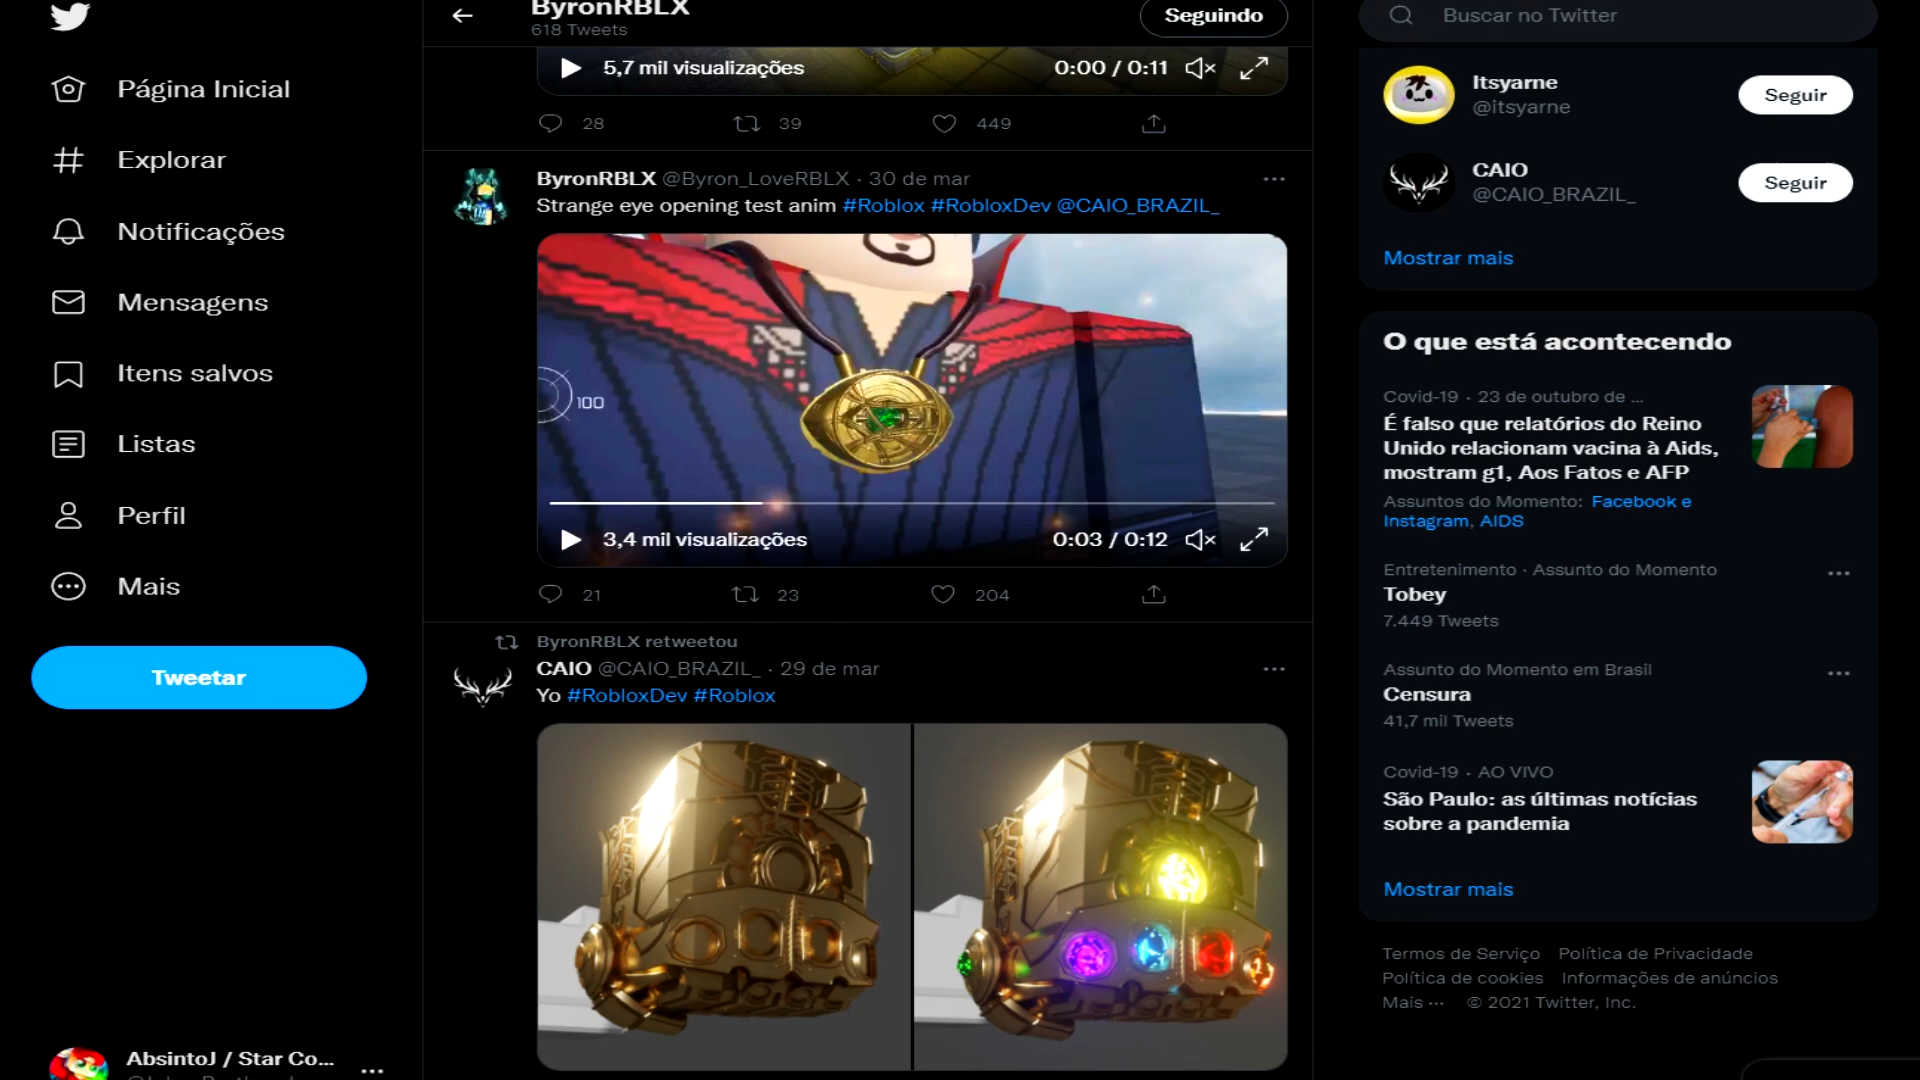 ByronRBLX
618 Tweets
Seguindo
Buscar no Twitter
Página Inicial
Explorar
Notificações
Mensagens
Itens salvos
Listas
Perfil
Mais
Tweetar
AbsintoJ / Star Co...
5,7 mil visualizações
0:00 / 0:11
28
39
449
ByronRBLX @Byron_LoveRBLX · 30 de mar
Strange eye opening test anim #Roblox #RobloxDev @CAIO_BRAZIL_
100
3,4 mil visualizações
0:03 / 0:12
21
23
204
ByronRBLX retweetou
CAIO @CAIO_BRAZIL_ · 29 de mar
Yo #RobloxDev #Roblox
Itsyarne
@itsyarne
Seguir
CAIO
@CAIO_BRAZIL_
Seguir
Mostrar mais
O que está acontecendo
Covid-19 · 23 de outubro de ...
É falso que relatórios do Reino
Unido relacionam vacina à Aids,
mostram g1, Aos Fatos e AFP
Assuntos do Momento: Facebook e
Instagram, AIDS
Entretenimento · Assunto do Momento
Tobey
7.449 Tweets
Assunto do Momento em Brasil
Censura
41,7 mil Tweets
Covid-19 · AO VIVO
São Paulo: as últimas notícias
sobre a pandemia
Mostrar mais
Termos de Serviço Política de Privacidade
Política de cookies Informações de anúncios
Mais ··· © 2021 Twitter, Inc.